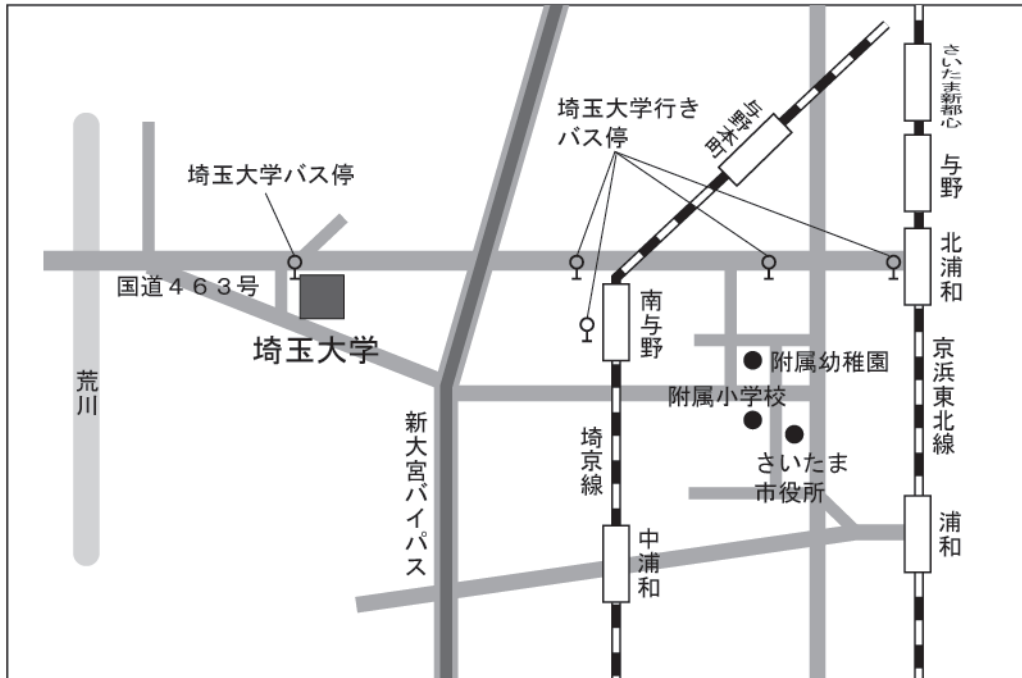 埼玉大学行き
バス停
与野本町
さいたま新都心
与野
北浦和
埼玉大学バス停
国道４６３号
埼玉大学
荒川
南与野
附属幼稚園
附属小学校
さいたま
市役所
京浜東北線
新大宮バイパス
埼京線
中浦和
浦和